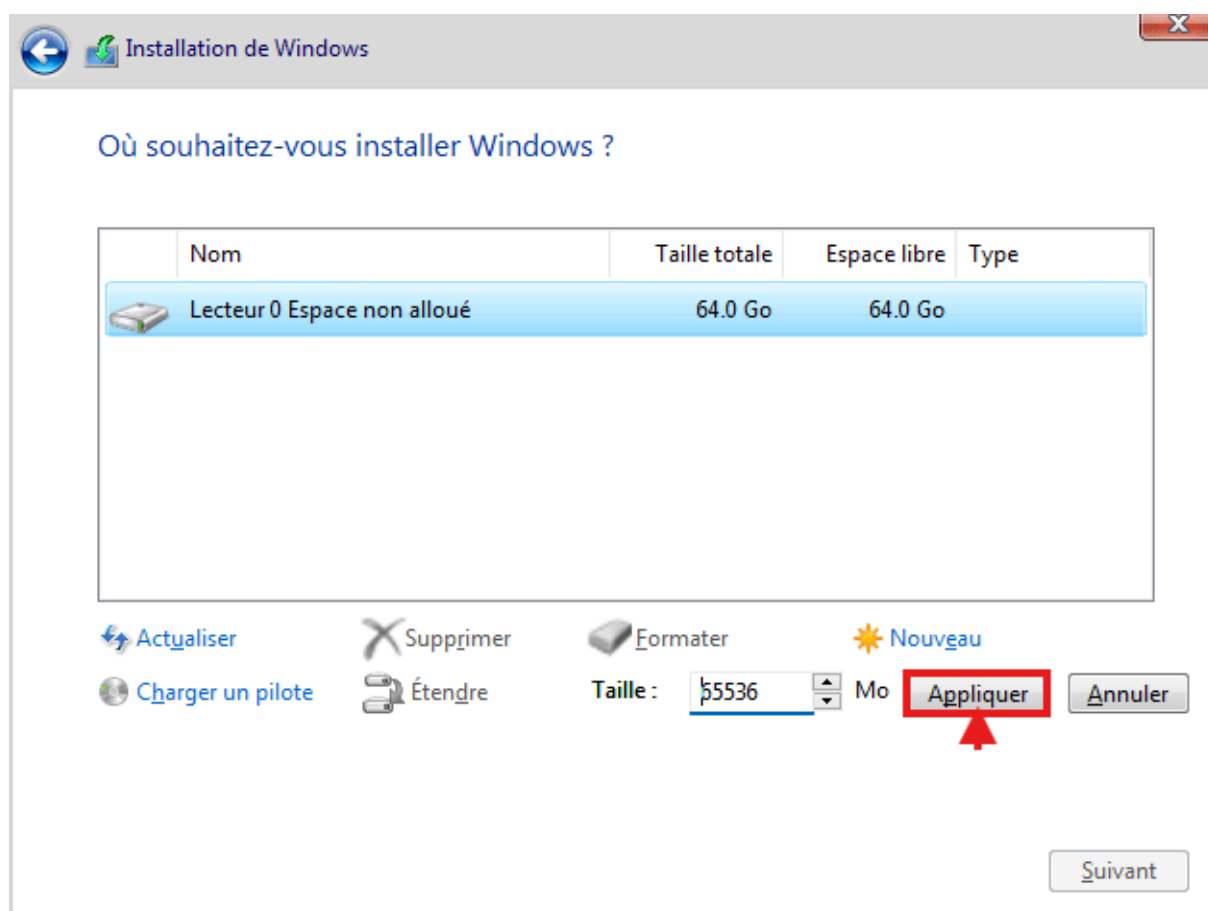 Installation de Windows
X
Où souhaitez-vous installer Windows ?
Nom Taille totale Espace libre Type
Lecteur 0 Espace non alloué 64.0 Go 64.0 Go
Actualiser Supprimer Formater Nouveau
Charger un pilote Étendre Taille : 65536 Mo Appliquer Annuler
Suivant